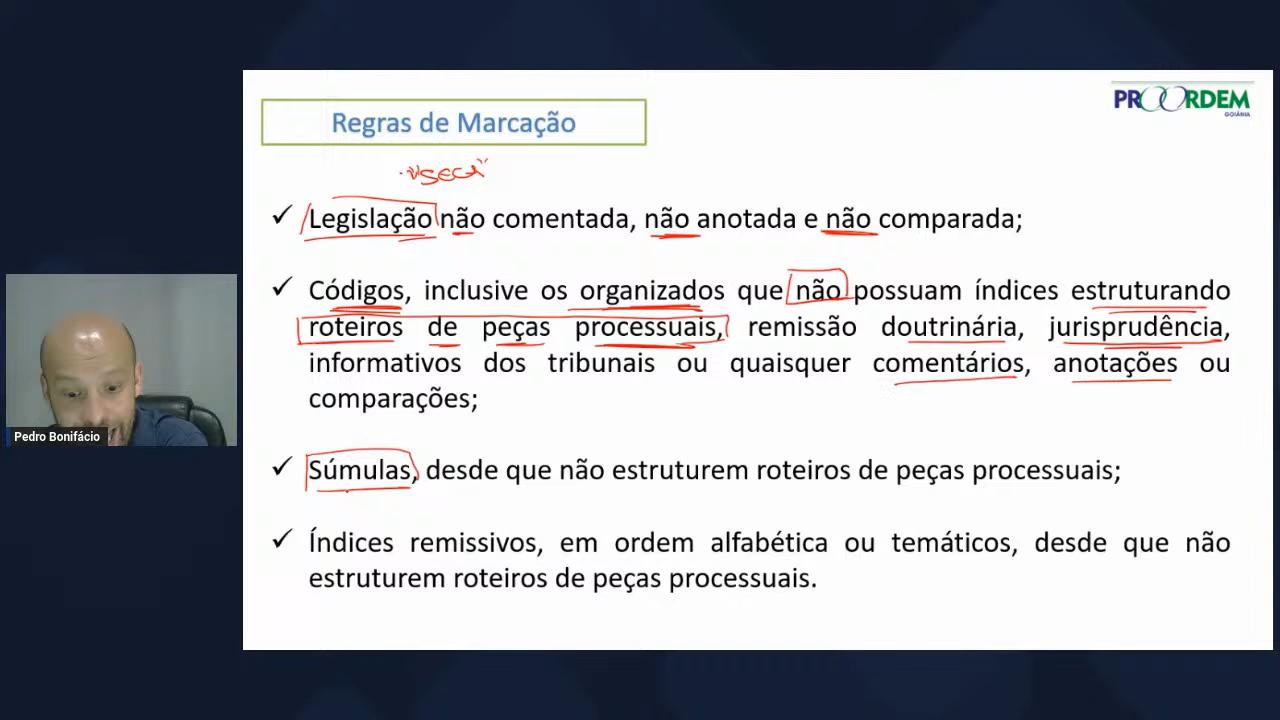 PROORDEM
GOIÂNIA
Regras de Marcação
"seca"
✓ Legislação não comentada, não anotada e não comparada;
✓ Códigos, inclusive os organizados que não possuam índices estruturando
roteiros de peças processuais, remissão doutrinária, jurisprudência,
informativos dos tribunais ou quaisquer comentários, anotações ou
comparações;
✓ Súmulas, desde que não estruturem roteiros de peças processuais;
✓ Índices remissivos, em ordem alfabética ou temáticos, desde que não
estruturem roteiros de peças processuais.
Pedro Bonifácio